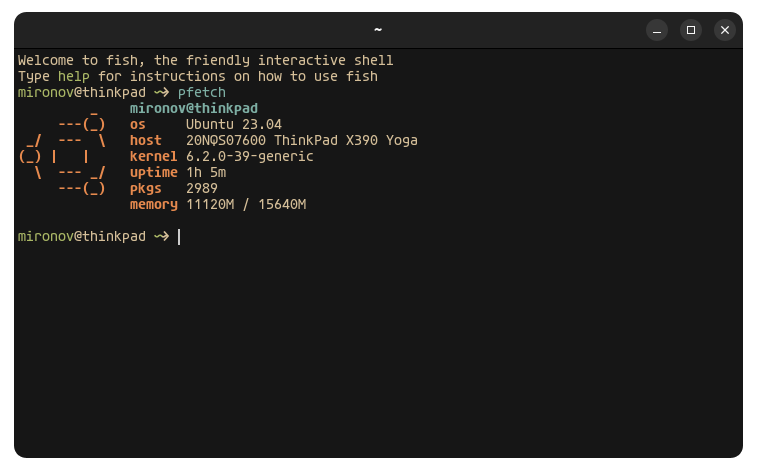 ~
Welcome to fish, the friendly interactive shell
Type help for instructions on how to use fish
mironov@thinkpad ⤳ pfetch
         _    mironov@thinkpad
     ---(_)   os     Ubuntu 23.04
 _/  ---  \   host   20NQS07600 ThinkPad X390 Yoga
(_) |   |     kernel 6.2.0-39-generic
  \  --- _/   uptime 1h 5m
     ---(_)   pkgs   2989
              memory 11120M / 15640M
mironov@thinkpad ⤳